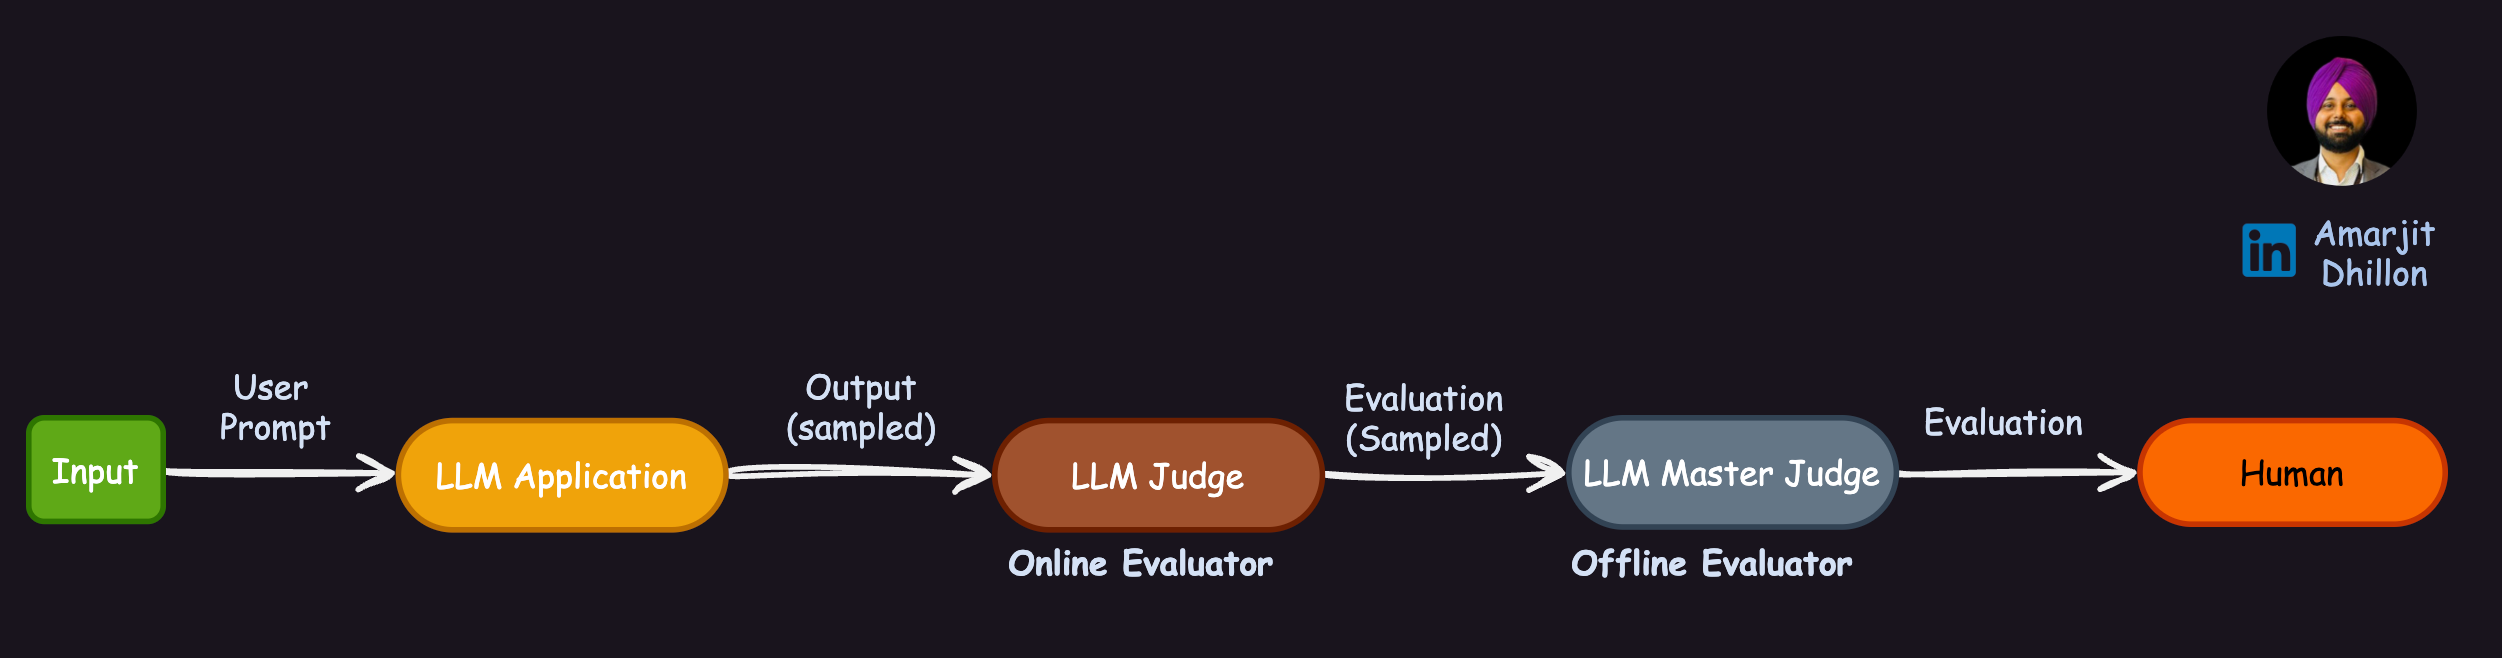 in
Amarjit
Dhillon
Input
User
Prompt
LLM Application
Output
(sampled)
LLM Judge
Online Evaluator
Evaluation
(Sampled)
LLM Master Judge
Offline Evaluator
Evaluation
Human